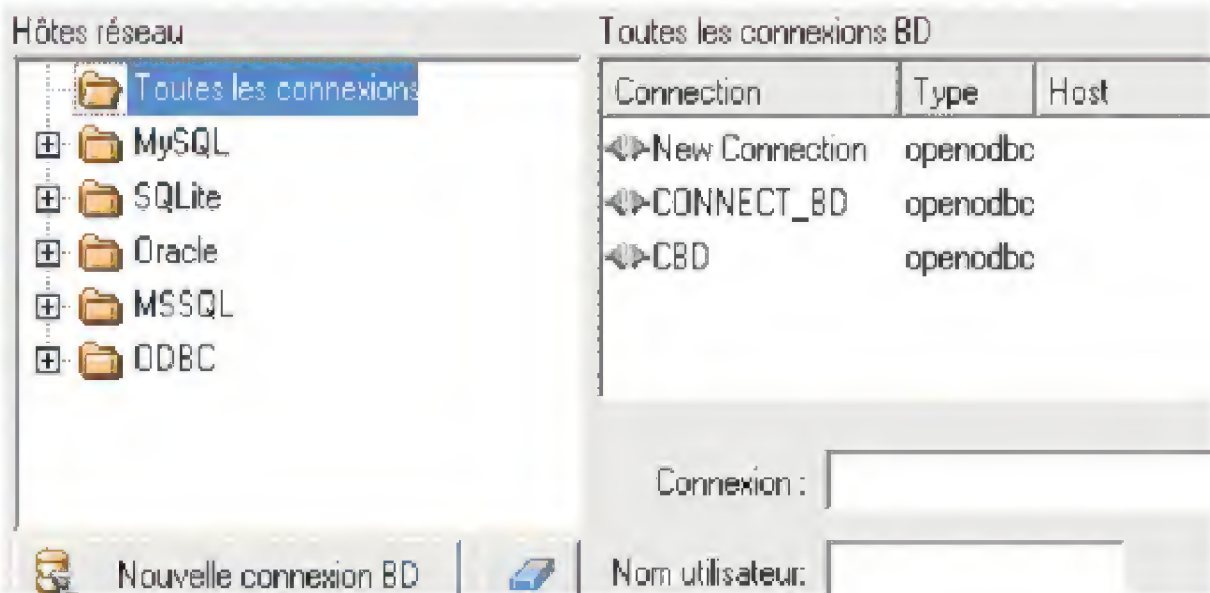 Hôtes réseau
Toutes les connexions
MySQL
SQLite
Oracle
MSSQL
ODBC
Nouvelle connexion BD
Toutes les connexions BD
Connection Type Host
New Connection openodbc
CONNECT_BD openodbc
CBD openodbc
Connexion :
Nom utilisateur: